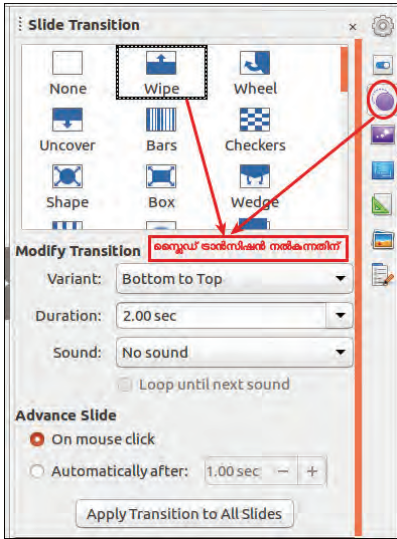 Slide Transition
None Wipe Wheel
Uncover Bars Checkers
Shape Box Wedge
സ്ലൈഡ് ട്രാൻസിഷൻ നൽകുന്നതിന്
Modify Transition
Variant: Bottom to Top
Duration: 2.00 sec
Sound: No sound
Loop until next sound
Advance Slide
On mouse click
Automatically after: 1.00 sec − +
Apply Transition to All Slides